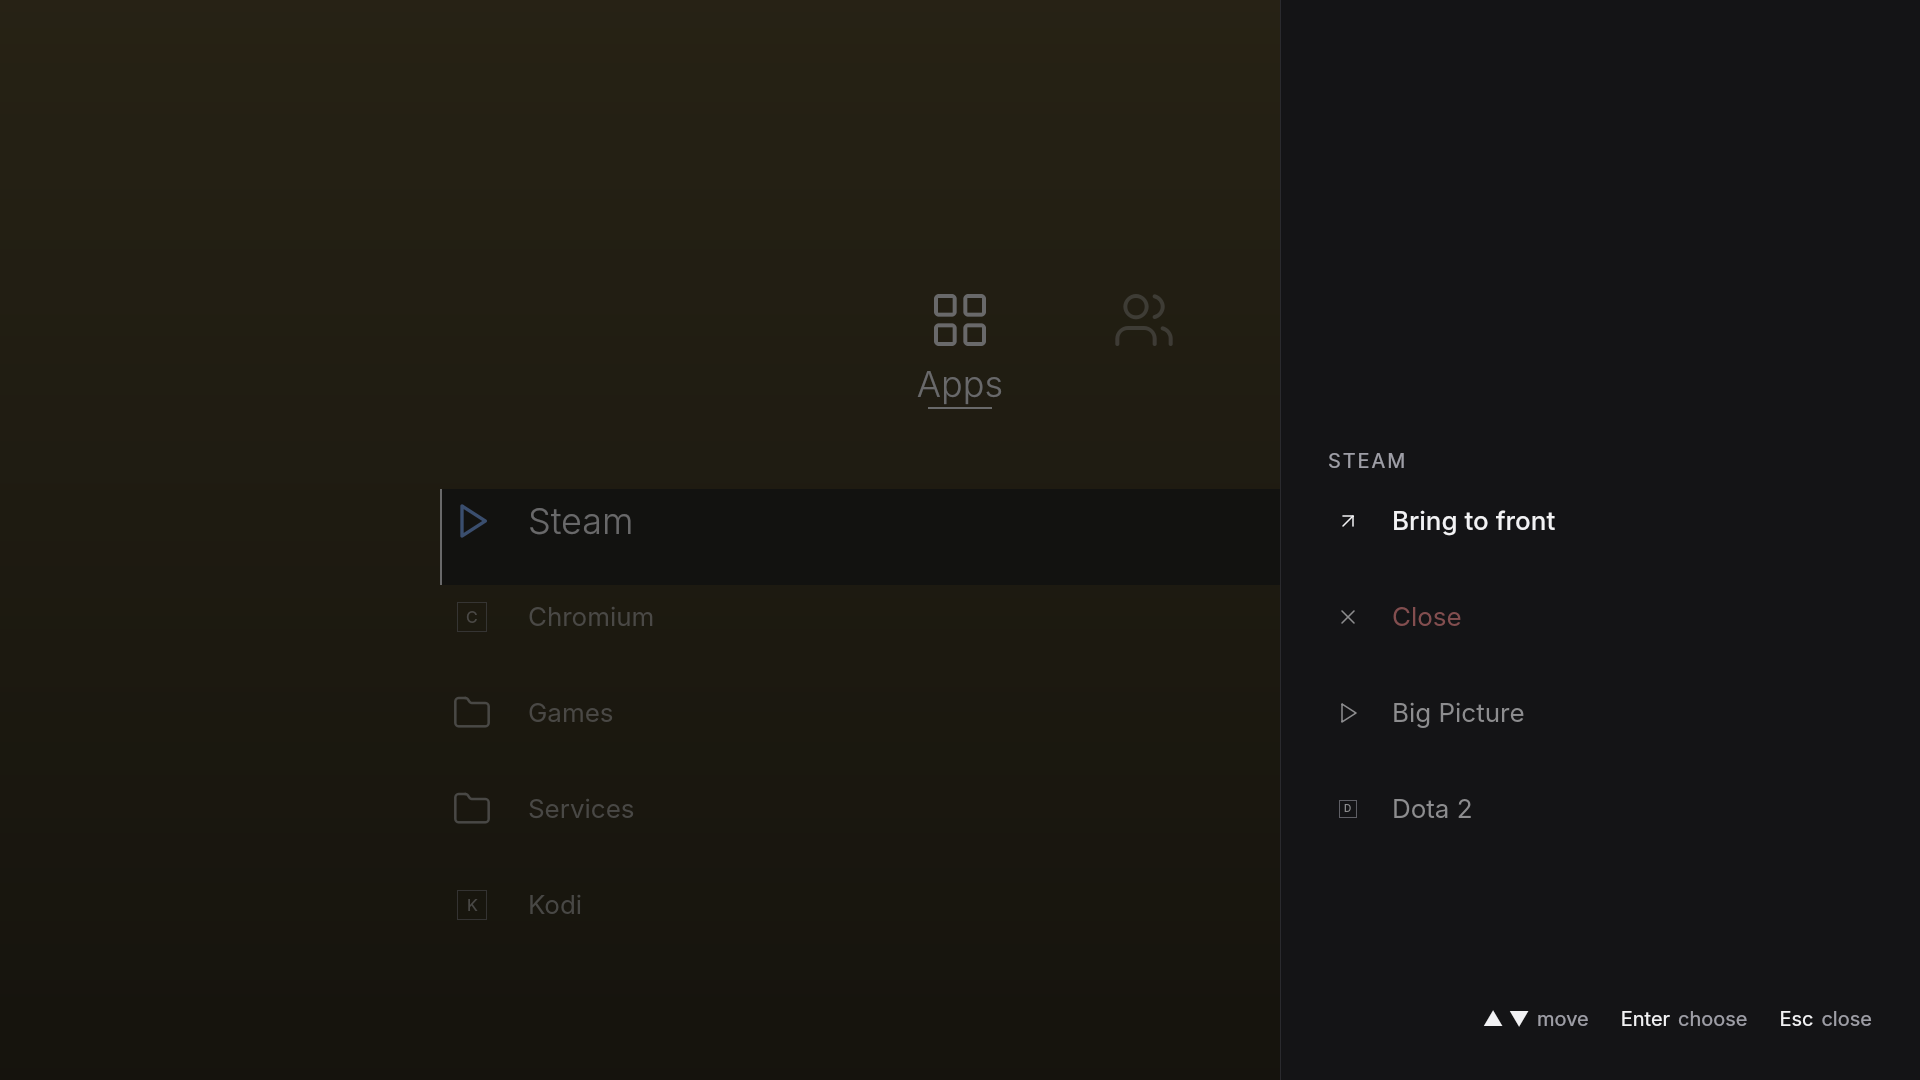 Apps
Steam
C Chromium
Games
Services
K Kodi
STEAM
Bring to front
Close
Big Picture
D Dota 2
move Enter choose Esc close